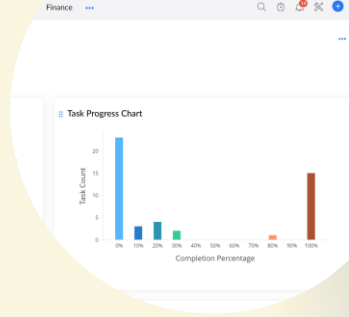 Finance
Task Progress Chart
Task Count
20
15
10
5
0
0% 10% 20% 30% 40% 50% 60% 70% 80% 90% 100%
Completion Percentage